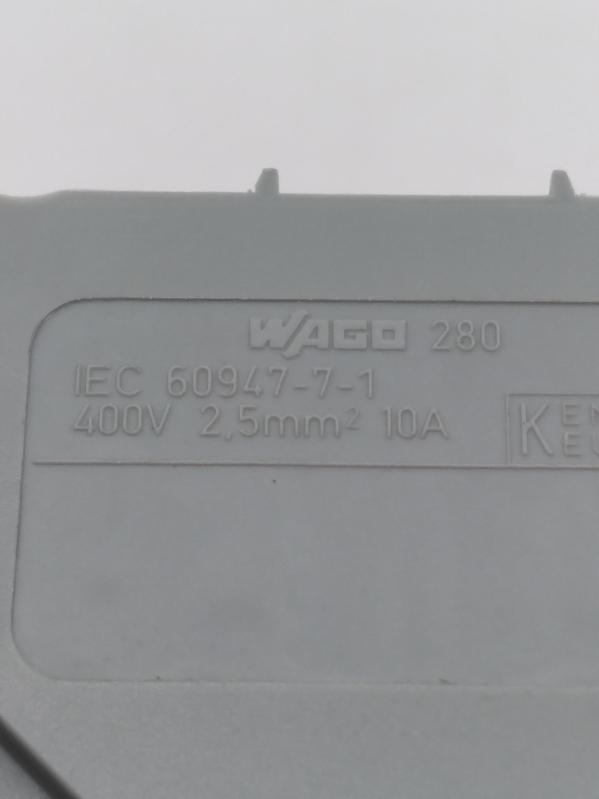 WAGO 280
IEC 60947-7-1
400V 2,5mm² 10A
K